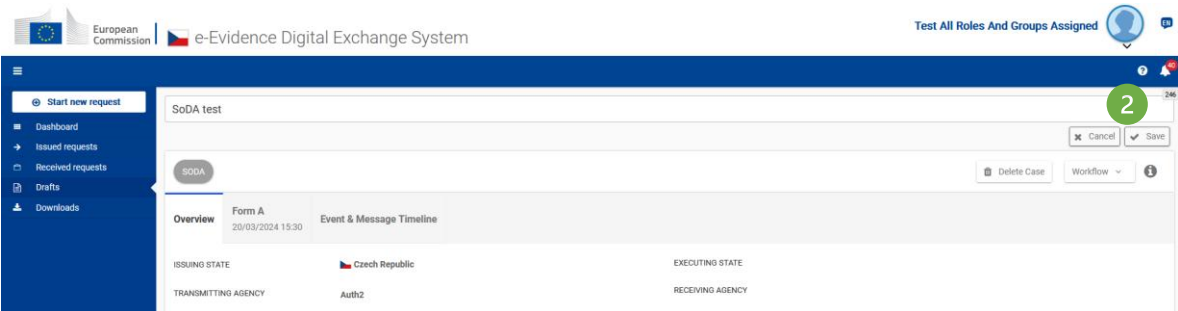 European
Commission
e-Evidence Digital Exchange System
Test All Roles And Groups Assigned
EN
40
Start new request
Dashboard
Issued requests
Received requests
Drafts
Downloads
SoDA test
246
2
Cancel
Save
SODA
Delete Case
Workflow
Overview
Form A
20/03/2024 15:30
Event & Message Timeline
ISSUING STATE
Czech Republic
EXECUTING STATE
TRANSMITTING AGENCY
Auth2
RECEIVING AGENCY